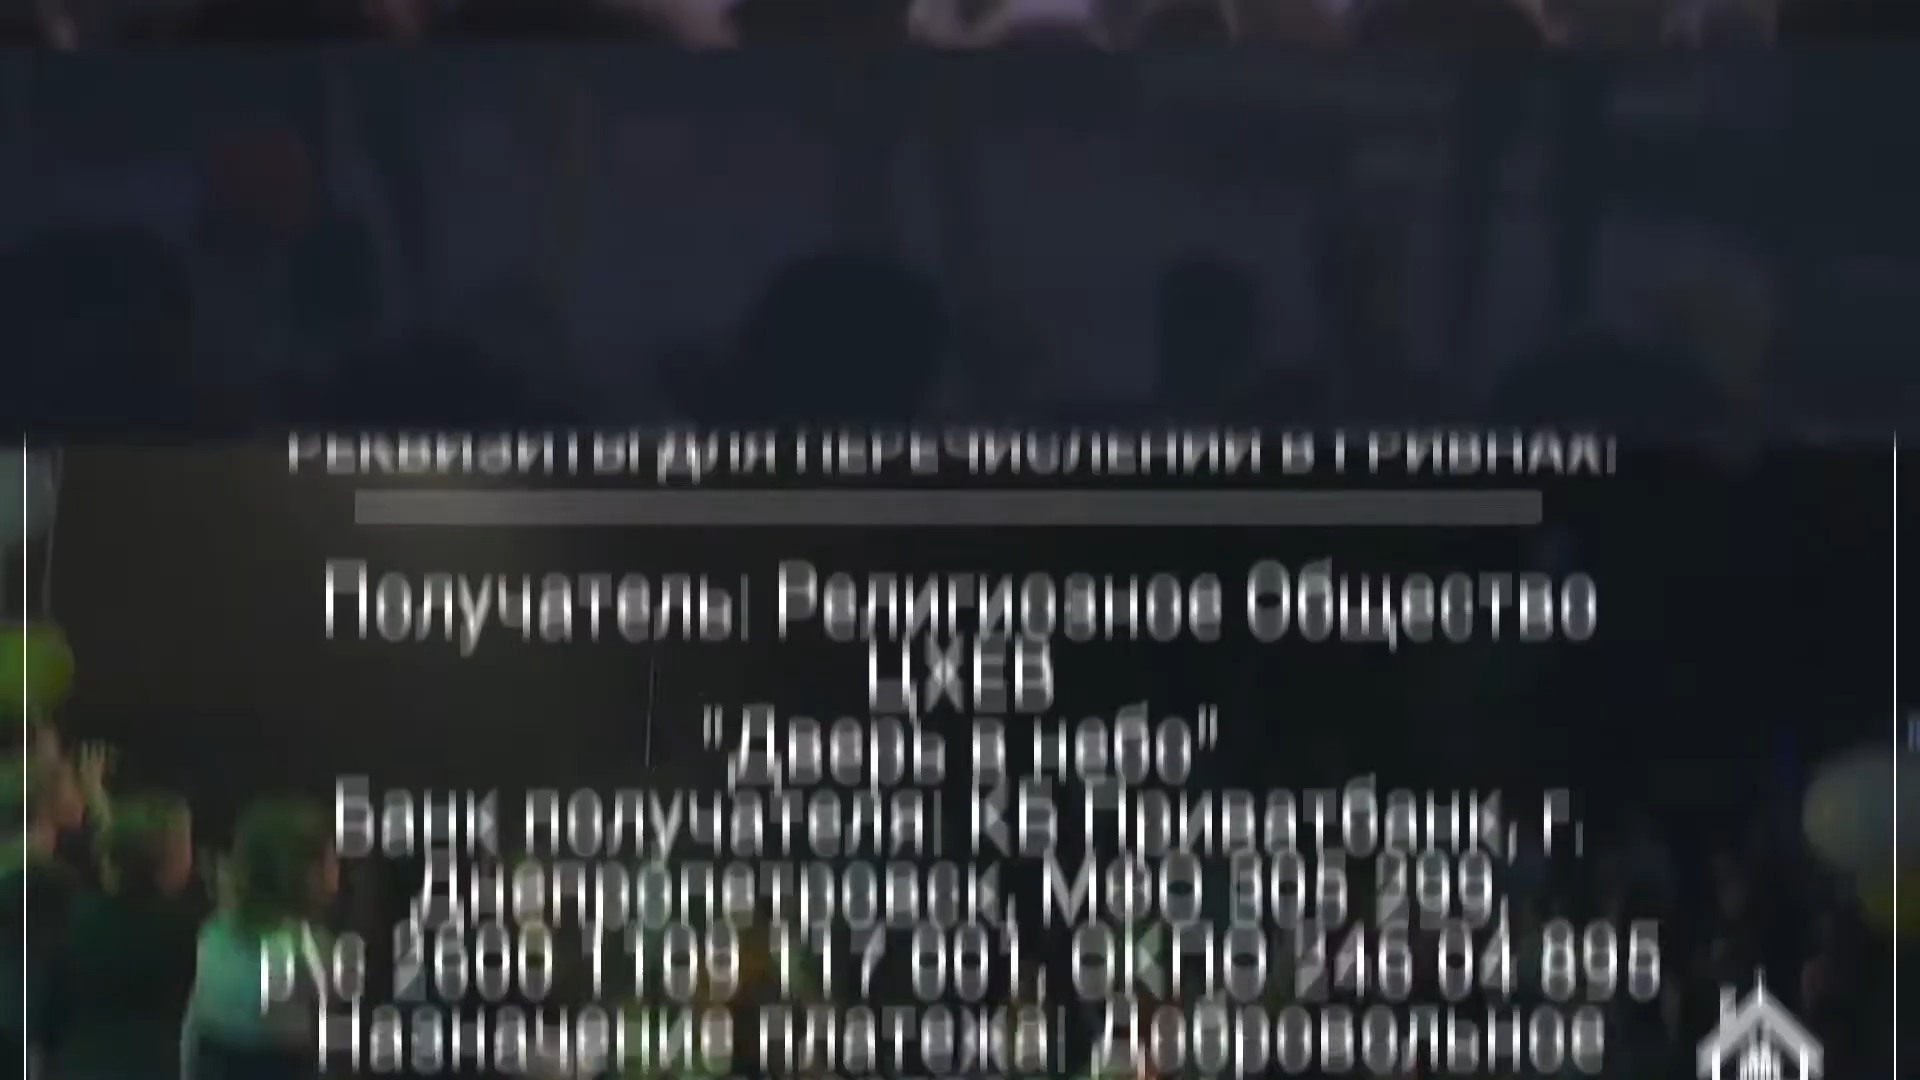 РЕКВИЗИТЫ ДЛЯ ПЕРЕЧИСЛЕНИЙ В ГРИВНАХ:
Получатель: Религиозное Общество
ЦХЕВ
"Дверь в небо"
Банк получателя: КБ Приватбанк, г.
Днепропетровск, МФО 305 299,
р\с 2600 1109 117 001, ОКПО 246 04 895
Назначение платежа: Добровольное